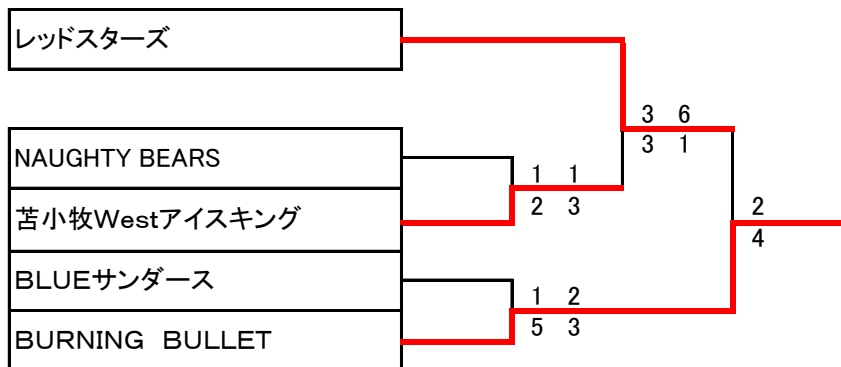 レッドスターズ
3 6
3 1
NAUGHTY BEARS
1 1
2 3
苫小牧Westアイスキング
2
4
BLUEサンダース
1 2
5 3
BURNING BULLET